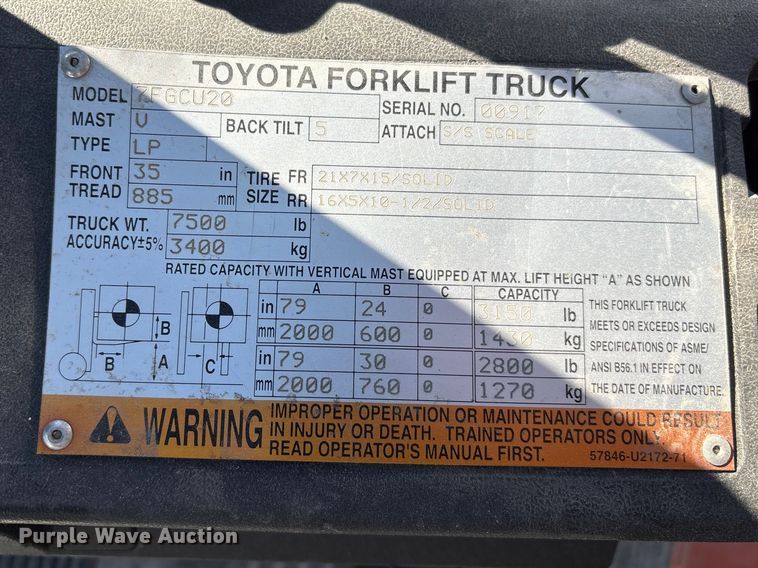 TOYOTA FORKLIFT TRUCK
MODEL 7FGCU20 SERIAL NO. 00917
MAST V BACK TILT 5 ATTACH S/S SCALE
TYPE LP
FRONT TREAD 35 in 885 mm
TIRE SIZE FR 21X7X15/SOLID
RR 16X5X10-1/2/SOLID
TRUCK WT. 7500 lb
ACCURACY±5% 3400 kg
RATED CAPACITY WITH VERTICAL MAST EQUIPPED AT MAX. LIFT HEIGHT "A" AS SHOWN
A B C CAPACITY
in 79 24 0 3150 lb
mm 2000 600 0 1430 kg
in 79 30 0 2800 lb
mm 2000 760 0 1270 kg
B A B C
THIS FORKLIFT TRUCK
MEETS OR EXCEEDS DESIGN
SPECIFICATIONS OF ASME/
ANSI B56.1 IN EFFECT ON
THE DATE OF MANUFACTURE.
WARNING
IMPROPER OPERATION OR MAINTENANCE COULD RESULT
IN INJURY OR DEATH. TRAINED OPERATORS ONLY.
READ OPERATOR'S MANUAL FIRST. 57846-U2172-71
Purple Wave Auction